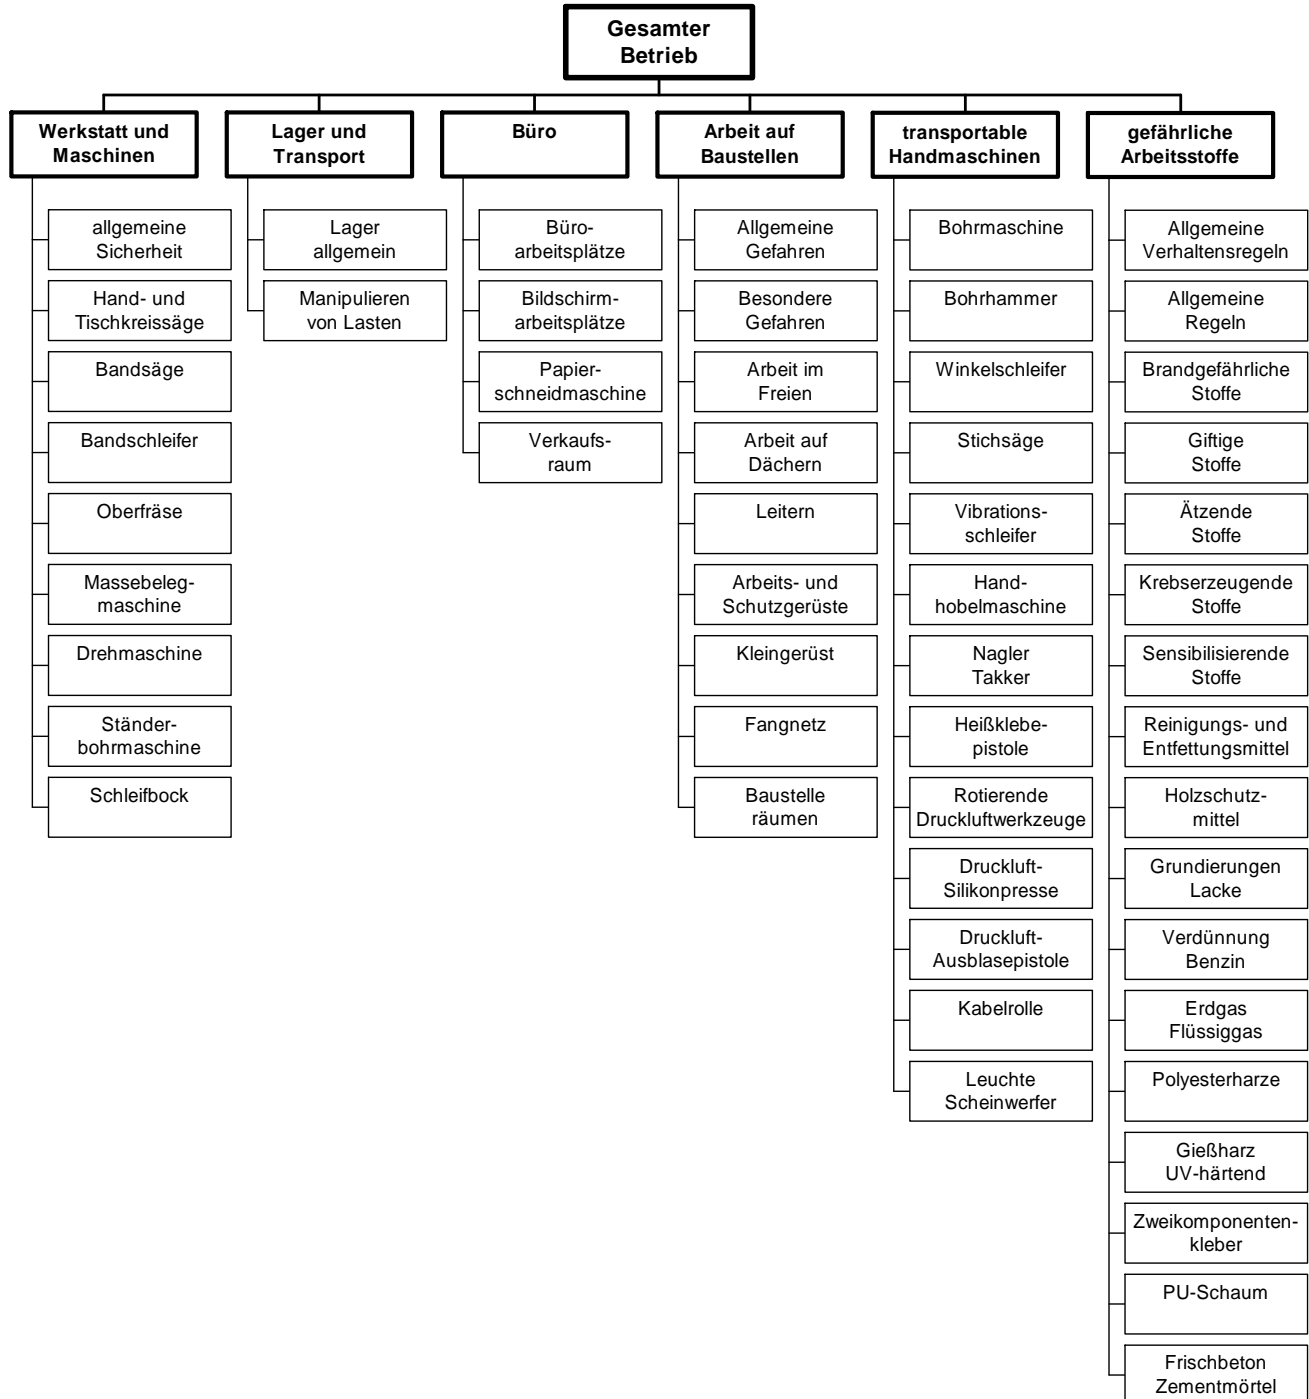 Gesamter
Betrieb
Werkstatt und
Maschinen
allgemeine
Sicherheit
Hand- und
Tischkreissäge
Bandsäge
Bandschleifer
Oberfräse
Massebeleg-
maschine
Drehmaschine
Ständer-
bohrmaschine
Schleifbock
Lager und
Transport
Lager
allgemein
Manipulieren
von Lasten
Büro
Büro-
arbeitsplätze
Bildschirm-
arbeitsplätze
Papier-
schneidmaschine
Verkaufs-
raum
Arbeit auf
Baustellen
Allgemeine
Gefahren
Besondere
Gefahren
Arbeit im
Freien
Arbeit auf
Dächern
Leitern
Arbeits- und
Schutzgerüste
Kleingerüst
Fangnetz
Baustelle
räumen
transportable
Handmaschinen
Bohrmaschine
Bohrhammer
Winkelschleifer
Stichsäge
Vibrations-
schleifer
Hand-
hobelmaschine
Nagler
Takker
Heißklebe-
pistole
Rotierende
Druckluftwerkzeuge
Druckluft-
Silikonpresse
Druckluft-
Ausblasepistole
Kabelrolle
Leuchte
Scheinwerfer
gefährliche
Arbeitsstoffe
Allgemeine
Verhaltensregeln
Allgemeine
Regeln
Brandgefährliche
Stoffe
Giftige
Stoffe
Ätzende
Stoffe
Krebserzeugende
Stoffe
Sensibilisierende
Stoffe
Reinigungs- und
Entfettungsmittel
Holzschutz-
mittel
Grundierungen
Lacke
Verdünnung
Benzin
Erdgas
Flüssiggas
Polyesterharze
Gießharz
UV-härtend
Zweikomponenten-
kleber
PU-Schaum
Frischbeton
Zementmörtel